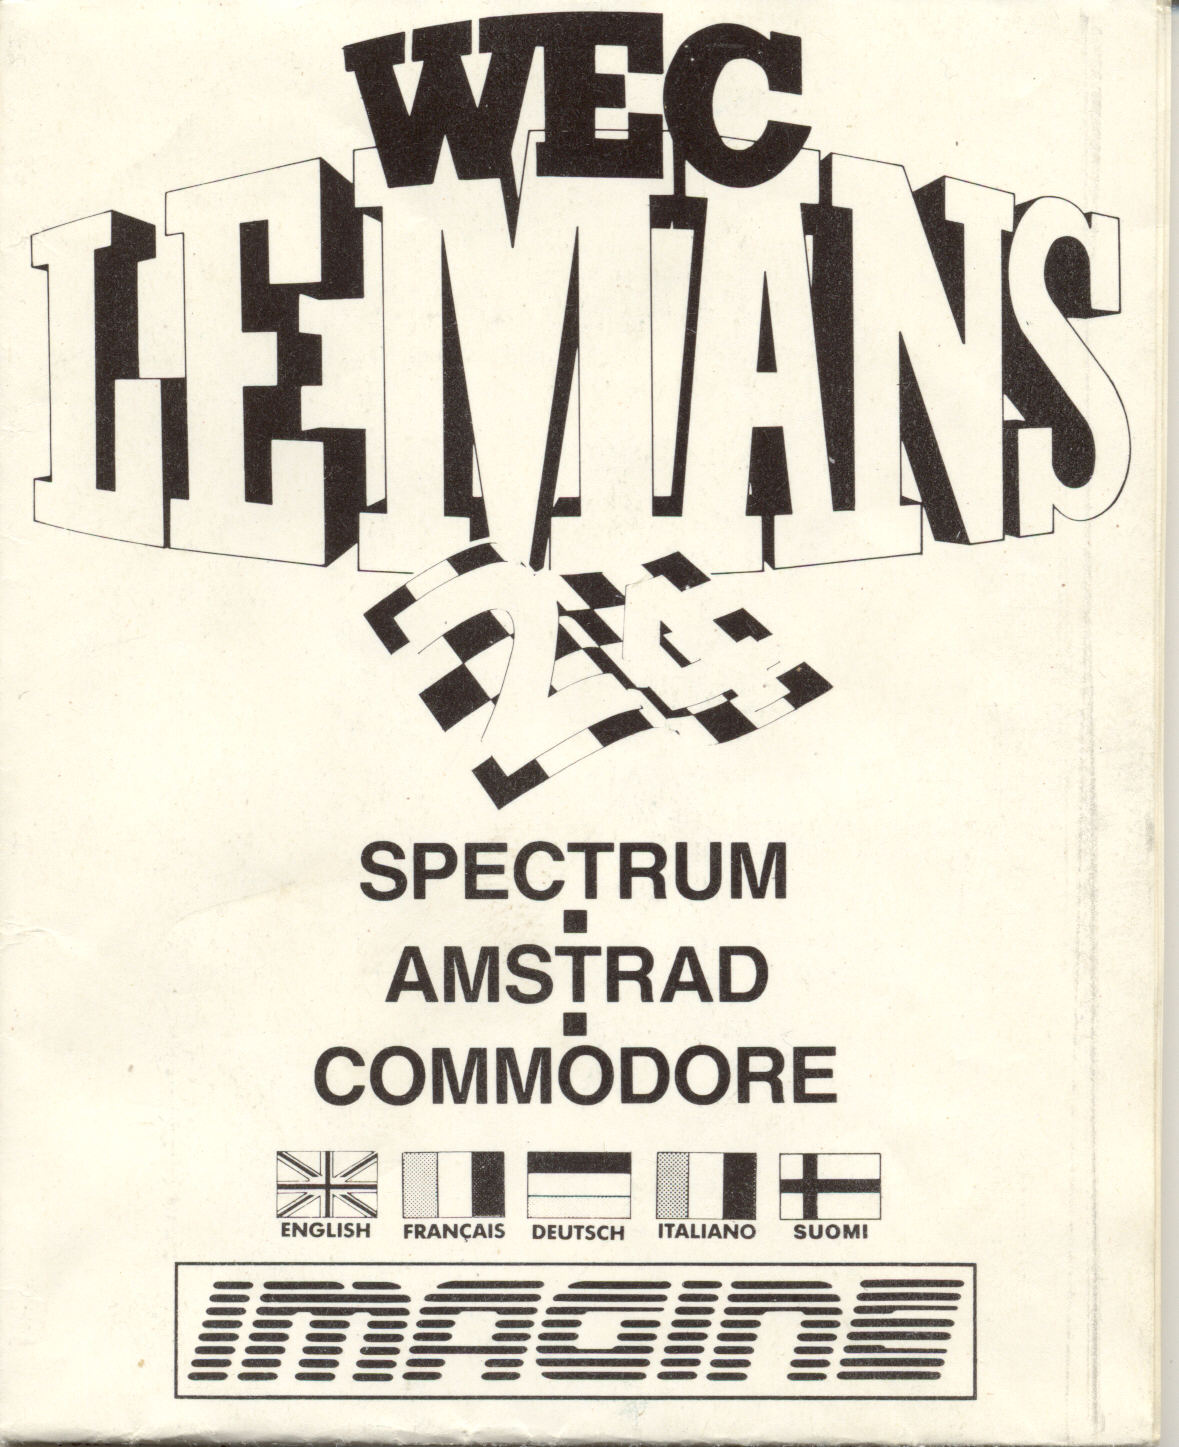 WEC
LE MANS
24
SPECTRUM
AMSTRAD
COMMODORE
ENGLISH FRANÇAIS DEUTSCH ITALIANO SUOMI
IMAGINE